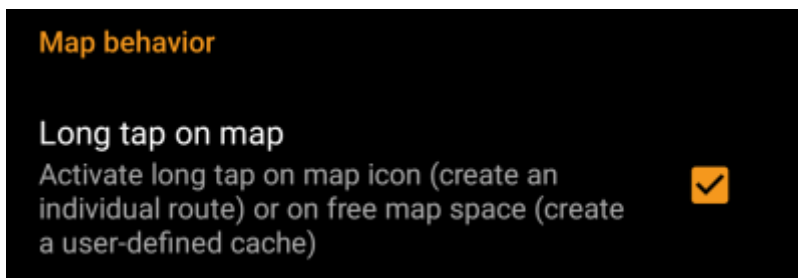 Map behavior
Long tap on map
Activate long tap on map icon (create an
individual route) or on free map space (create
a user-defined cache)